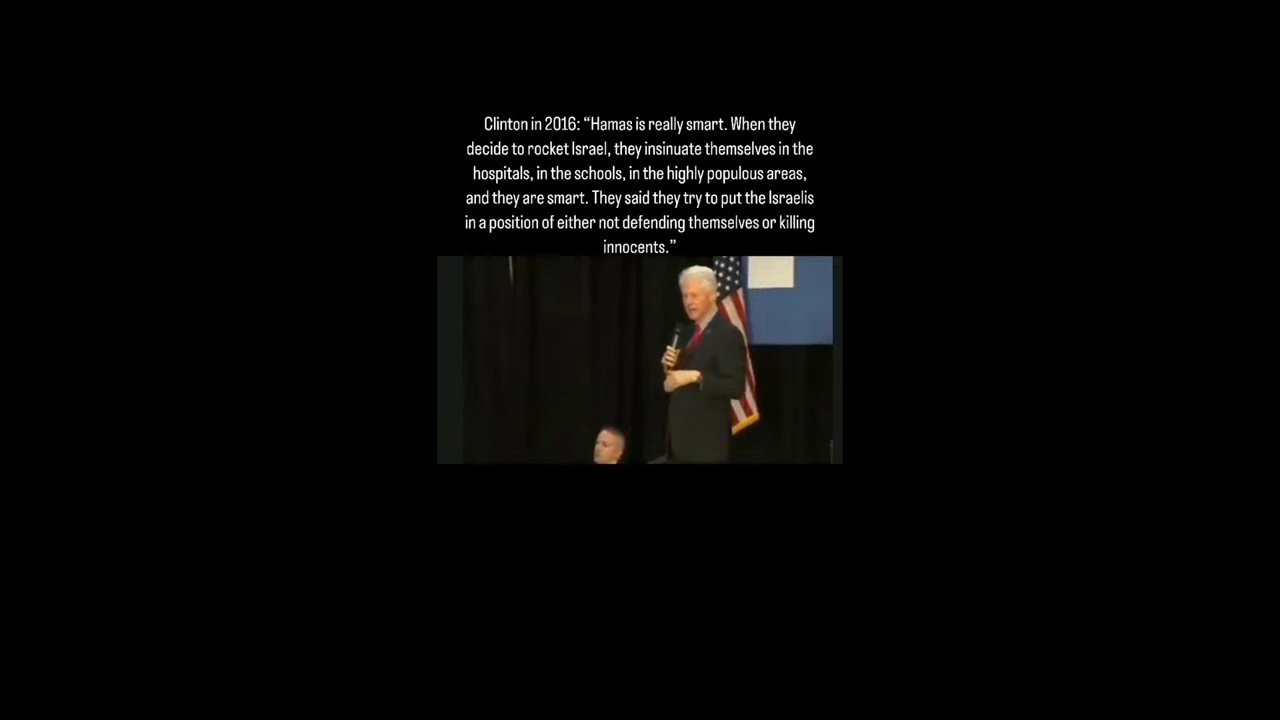 Clinton in 2016: “Hamas is really smart. When they
decide to rocket Israel, they insinuate themselves in the
hospitals, in the schools, in the highly populous areas,
and they are smart. They said they try to put the Israelis
in a position of either not defending themselves or killing
innocents.”